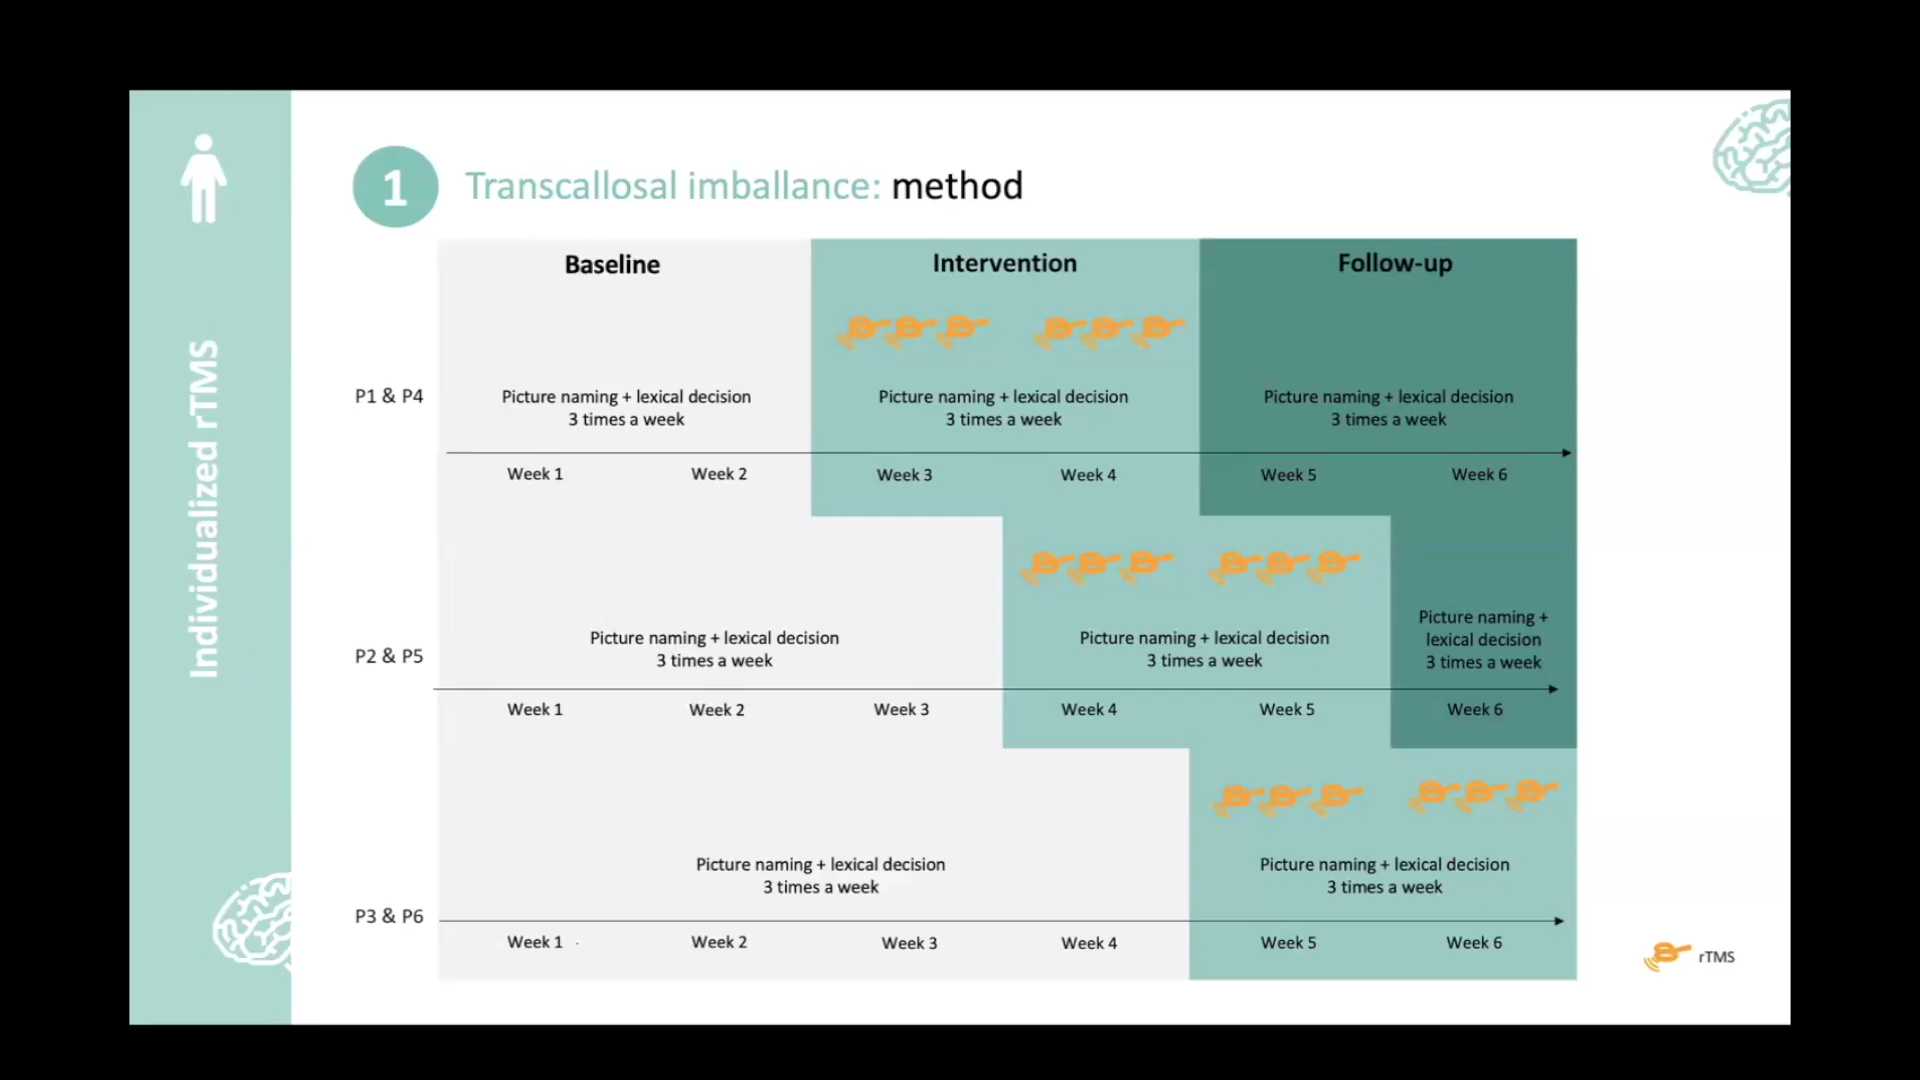 Individualized rTMS
1
Transcallosal imballance: method
Baseline
Intervention
Follow-up
P1 & P4
Picture naming + lexical decision
3 times a week
Picture naming + lexical decision
3 times a week
Picture naming + lexical decision
3 times a week
Week 1
Week 2
Week 3
Week 4
Week 5
Week 6
P2 & P5
Picture naming + lexical decision
3 times a week
Picture naming + lexical decision
3 times a week
Picture naming +
lexical decision
3 times a week
Week 1
Week 2
Week 3
Week 4
Week 5
Week 6
P3 & P6
Picture naming + lexical decision
3 times a week
Picture naming + lexical decision
3 times a week
Week 1
Week 2
Week 3
Week 4
Week 5
Week 6
rTMS